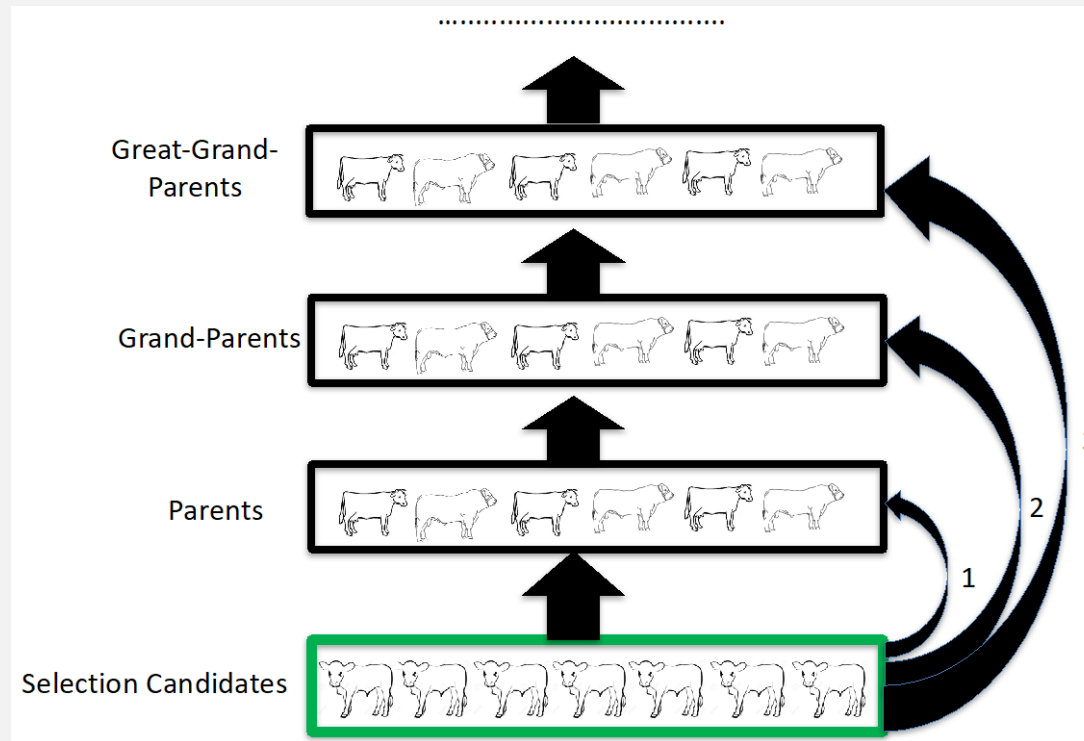 ......................................
Great-Grand-
Parents
Grand-Parents
Parents
2
1
Selection Candidates